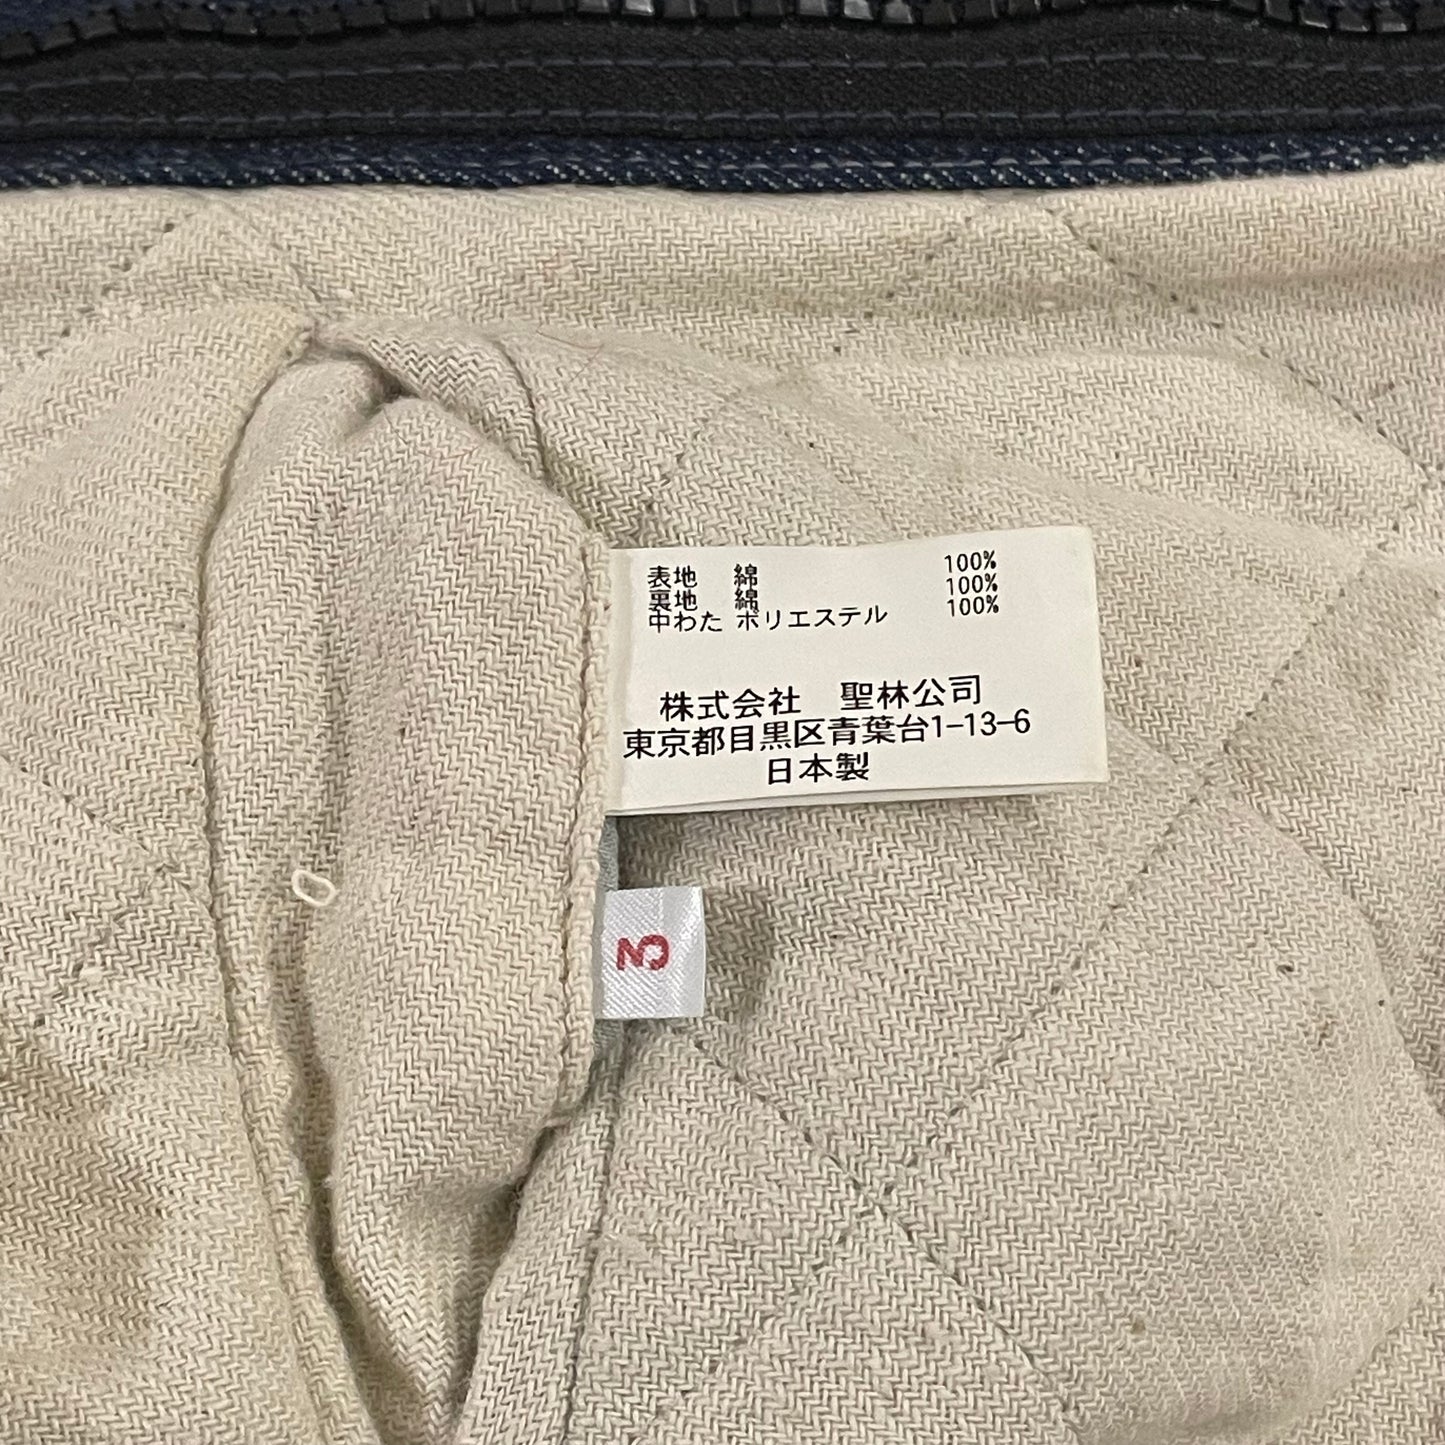 表地 綿 100%
裏地 綿 100%
中わた ポリエステル 100%
株式会社 聖林公司
東京都目黒区青葉台1-13-6
日本製
3